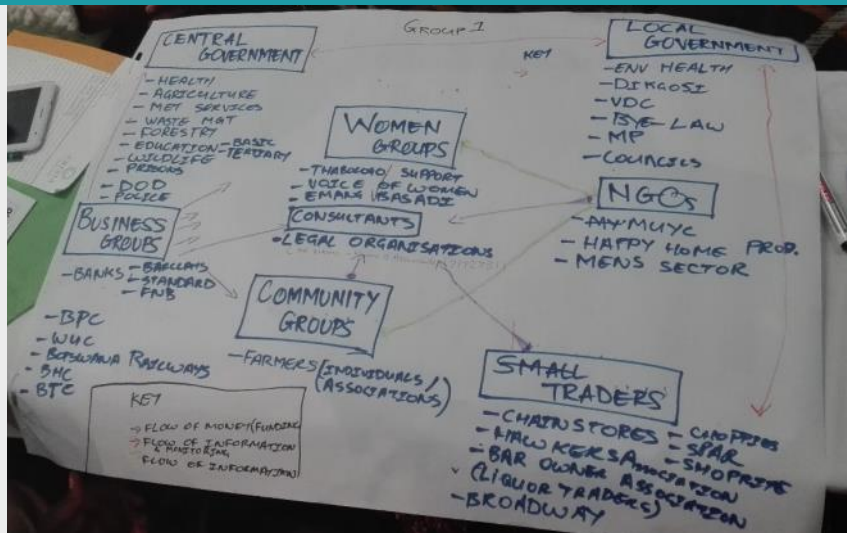 GROUP 1
CENTRAL
GOVERNMENT
- HEALTH
- AGRICULTURE
- MET SERVICES
- WASTE MGT
- FORESTRY
- EDUCATION - BASIC
- TERTIARY
- WILDLIFE
- PRISONS
- DOD
- POLICE
KEY
LOCAL
GOVERNMENT
- ENV HEALTH
- DIKGOSI
- VDC
- BYE-LAW
- MP
- COUNCILS
WOMEN
GROUPS
- THABOLOGO SUPPORT
- VOICE OF WOMEN
- EMANG BASADI
CONSULTANTS
LEGAL ORGANISATIONS
NGOs
- HAPPY HOME PROD.
- MENS SECTOR
BUSINESS
GROUPS
- BANKS - BARCLAYS
- STANDARD
- FNB
- BPC
- WUC
- BOTSWANA RAILWAYS
- BHC
- BTC
COMMUNITY
GROUPS
- FARMERS (INDIVIDUALS/
ASSOCIATIONS)
SMALL
TRADERS
- CHAINSTORES - CHOPPIES
- SPAR
- SHOPRITE
- HAWKERS ASSOCIATION
- BAR OWNER ASSOCIATION
(LIQUOR TRADERS)
- BROADWAY
KEY
→ FLOW OF MONEY (FUNDING
→ FLOW OF INFORMATION
& MONITORING
FLOW OF INFORMATION